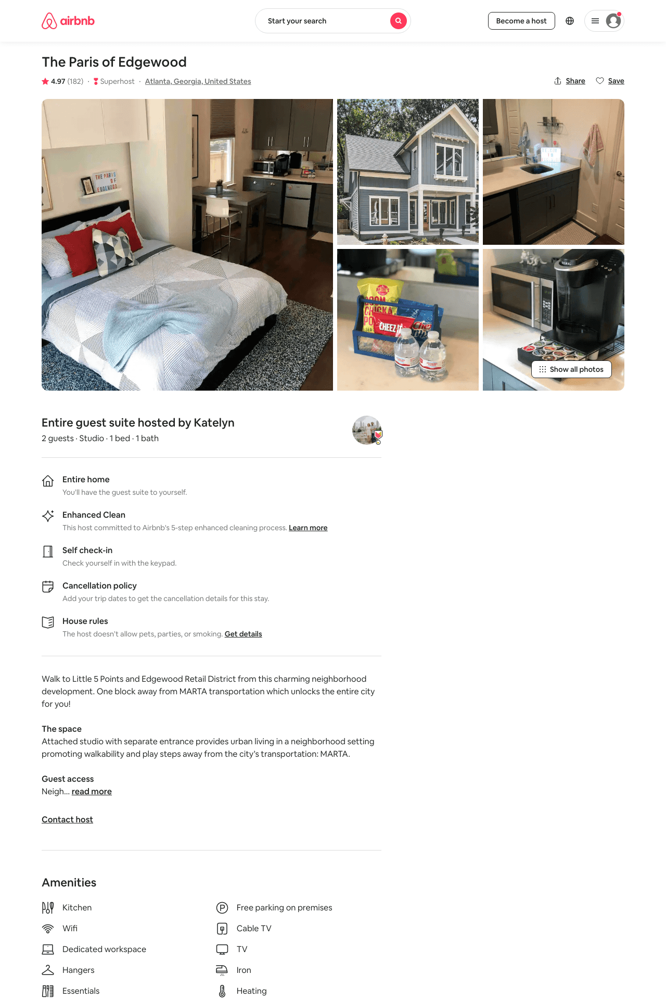 airbnb
Start your search
Become a host
The Paris of Edgewood
4.97 (182) · Superhost · Atlanta, Georgia, United States
Share
Save
THE PARIS
OF
EDGEWOOD
ANGIE'S
BOOM
CHICKA
PO
SEA
CHEEZ IT
Chex
KEURIG
Show all photos
Entire guest suite hosted by Katelyn
2 guests · Studio · 1 bed · 1 bath
Entire home
You’ll have the guest suite to yourself.
Enhanced Clean
This host committed to Airbnb's 5-step enhanced cleaning process. Learn more
Self check-in
Check yourself in with the keypad.
Cancellation policy
Add your trip dates to get the cancellation details for this stay.
House rules
The host doesn’t allow pets, parties, or smoking. Get details
Walk to Little 5 Points and Edgewood Retail District from this charming neighborhood
development. One block away from MARTA transportation which unlocks the entire city
for you!
The space
Attached studio with separate entrance provides urban living in a neighborhood setting
promoting walkability and play steps away from the city’s transportation: MARTA.
Guest access
Neigh... read more
Contact host
Amenities
Kitchen
Free parking on premises
Wifi
Cable TV
Dedicated workspace
TV
Hangers
Iron
Essentials
Heating